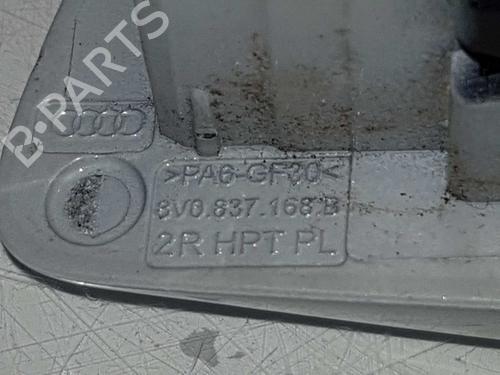 B-PARTS
>PA6-GF30<
8V0.837.168.B
2R HPT PL